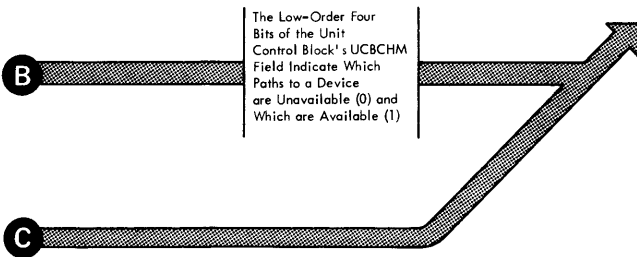 The Low-Order Four
Bits of the Unit
Control Block's UCBCHM
Field Indicate Which
Paths to a Device
are Unavailable (0) and
Which are Available (1)
B
C